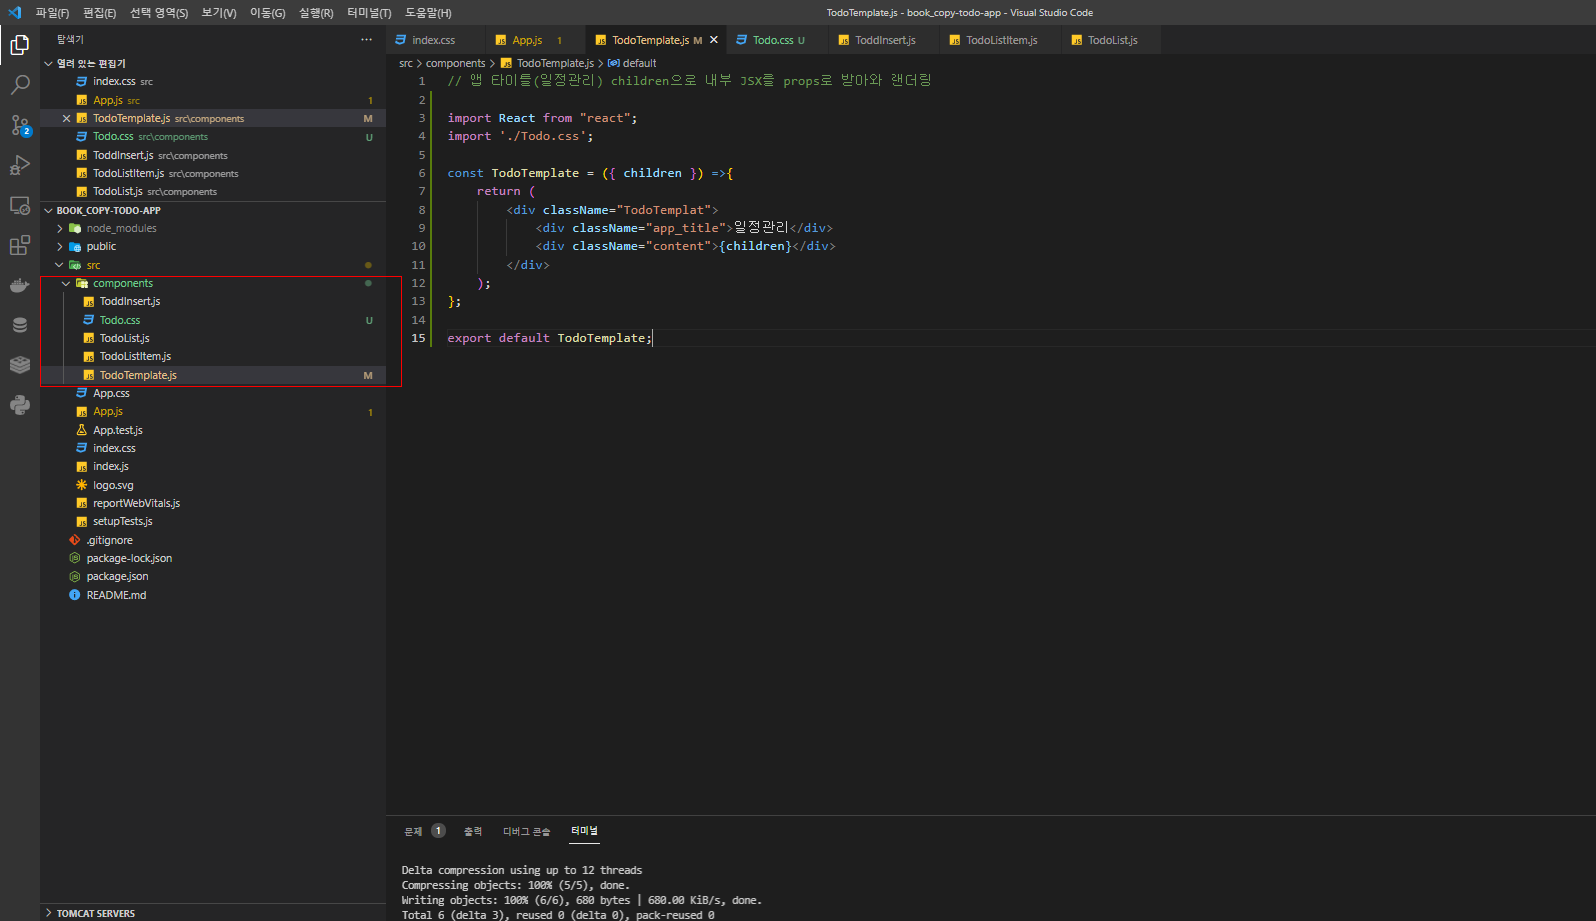 파일(F) 편집(E) 선택 영역(S) 보기(V) 이동(G) 실행(R) 터미널(T) 도움말(H) TodoTemplate.js - book_copy-todo-app - Visual Studio Code
탐색기 ···
열려 있는 편집기
index.css src
App.js src 1
TodoTemplate.js src\components M
Todo.css src\components U
ToddInsert.js src\components
TodoListItem.js src\components
TodoList.js src\components
BOOK_COPY-TODO-APP
node_modules
public
src
components
ToddInsert.js
Todo.css U
TodoList.js
TodoListItem.js
TodoTemplate.js M
App.css
App.js 1
App.test.js
index.css
index.js
logo.svg
reportWebVitals.js
setupTests.js
.gitignore
package-lock.json
package.json
README.md
TOMCAT SERVERS
2
index.css App.js 1 TodoTemplate.js M Todo.css U ToddInsert.js TodoListItem.js TodoList.js
src > components > TodoTemplate.js > default
1 // 앱 타이틀(일정관리) children으로 내부 JSX를 props로 받아와 랜더링
2
3 import React from "react";
4 import './Todo.css';
5
6 const TodoTemplate = ({ children }) =>{
7 return (
8 <div className="TodoTemplat">
9 <div className="app_title">일정관리</div>
10 <div className="content">{children}</div>
11 </div>
12 );
13 };
14
15 export default TodoTemplate;
문제 1 출력 디버그 콘솔 터미널
Delta compression using up to 12 threads
Compressing objects: 100% (5/5), done.
Writing objects: 100% (6/6), 680 bytes | 680.00 KiB/s, done.
Total 6 (delta 3), reused 0 (delta 0), pack-reused 0